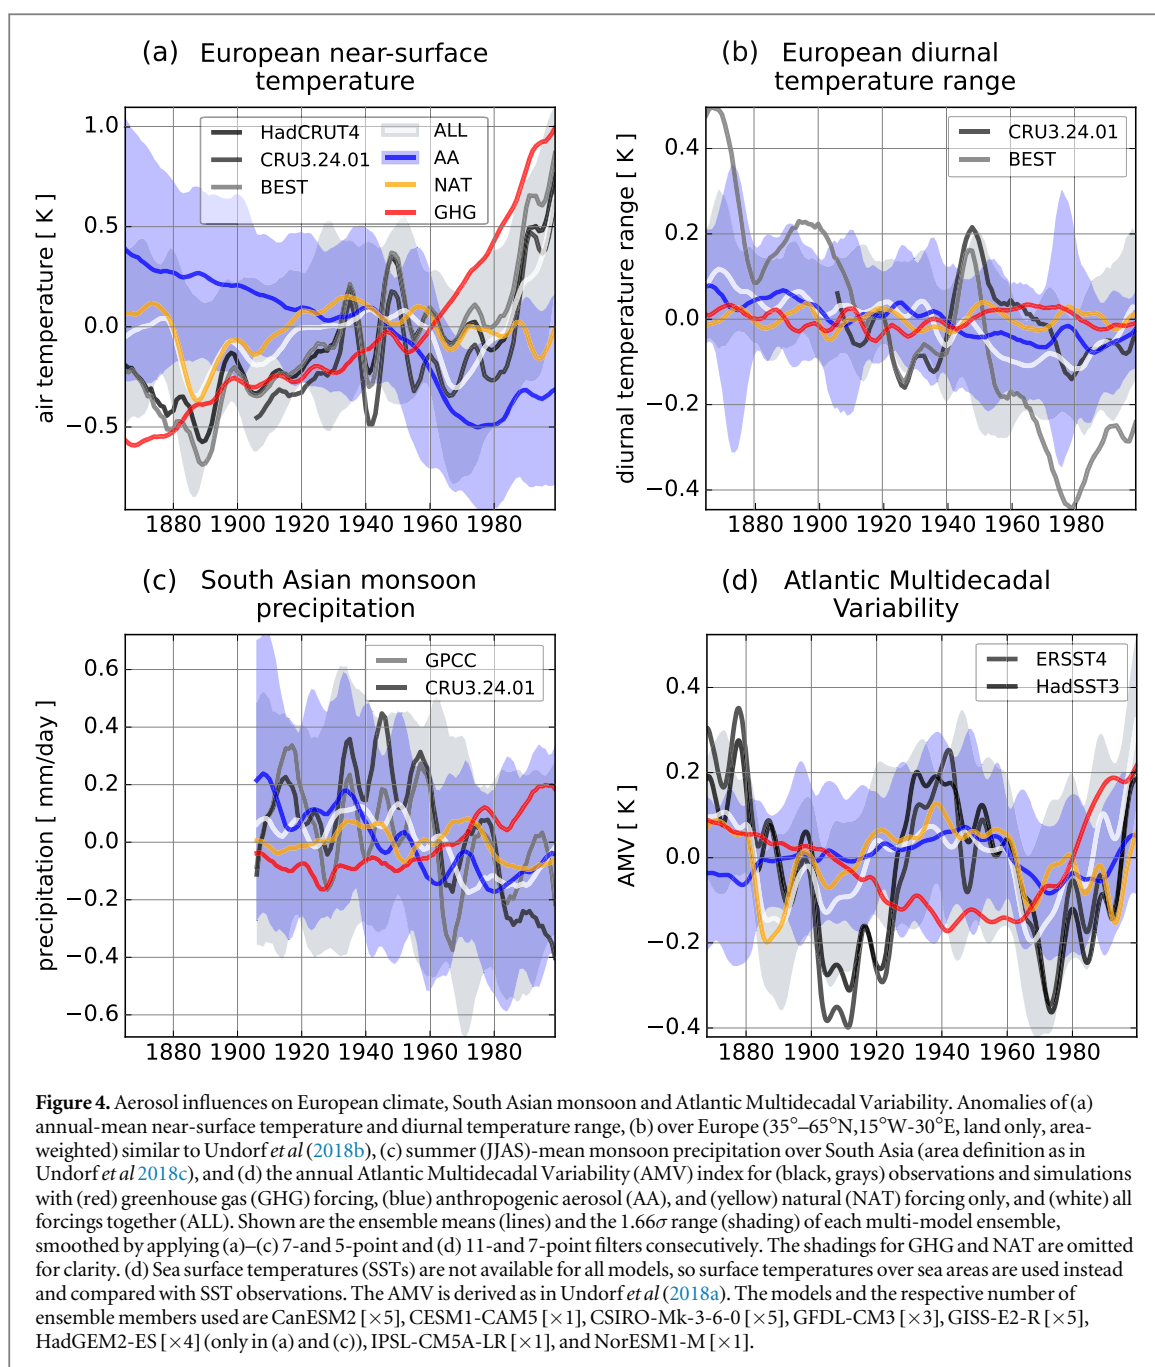 (a) European near-surface
temperature
air temperature [ K ]
1.0
0.5
0.0
−0.5
HadCRUT4
CRU3.24.01
BEST
ALL
AA
NAT
GHG
1880 1900 1920 1940 1960 1980
(b) European diurnal
temperature range
diurnal temperature range [ K ]
0.4
0.2
0.0
−0.2
−0.4
CRU3.24.01
BEST
1880 1900 1920 1940 1960 1980
(c) South Asian monsoon
precipitation
precipitation [ mm/day ]
0.6
0.4
0.2
0.0
−0.2
−0.4
−0.6
GPCC
CRU3.24.01
1880 1900 1920 1940 1960 1980
(d) Atlantic Multidecadal
Variability
AMV [ K ]
0.4
0.2
0.0
−0.2
−0.4
ERSST4
HadSST3
1880 1900 1920 1940 1960 1980
Figure 4. Aerosol influences on European climate, South Asian monsoon and Atlantic Multidecadal Variability. Anomalies of (a)
annual-mean near-surface temperature and diurnal temperature range, (b) over Europe (35°–65°N,15°W-30°E, land only, area-
weighted) similar to Undorf et al (2018b), (c) summer (JJAS)-mean monsoon precipitation over South Asia (area definition as in
Undorf et al 2018c), and (d) the annual Atlantic Multidecadal Variability (AMV) index for (black, grays) observations and simulations
with (red) greenhouse gas (GHG) forcing, (blue) anthropogenic aerosol (AA), and (yellow) natural (NAT) forcing only, and (white) all
forcings together (ALL). Shown are the ensemble means (lines) and the 1.66σ range (shading) of each multi-model ensemble,
smoothed by applying (a)–(c) 7-and 5-point and (d) 11-and 7-point filters consecutively. The shadings for GHG and NAT are omitted
for clarity. (d) Sea surface temperatures (SSTs) are not available for all models, so surface temperatures over sea areas are used instead
and compared with SST observations. The AMV is derived as in Undorf et al (2018a). The models and the respective number of
ensemble members used are CanESM2 [×5], CESM1-CAM5 [×1], CSIRO-Mk-3-6-0 [×5], GFDL-CM3 [×3], GISS-E2-R [×5],
HadGEM2-ES [×4] (only in (a) and (c)), IPSL-CM5A-LR [×1], and NorESM1-M [×1].